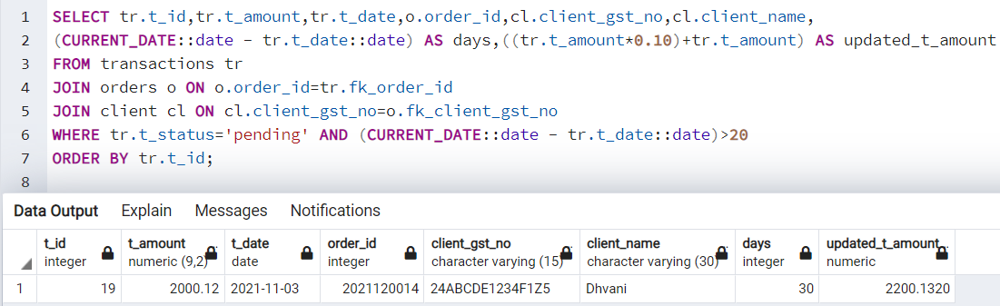 1 SELECT tr.t_id,tr.t_amount,tr.t_date,o.order_id,cl.client_gst_no,cl.client_name,
2 (CURRENT_DATE::date - tr.t_date::date) AS days,((tr.t_amount*0.10)+tr.t_amount) AS updated_t_amount
3 FROM transactions tr
4 JOIN orders o ON o.order_id=tr.fk_order_id
5 JOIN client cl ON cl.client_gst_no=o.fk_client_gst_no
6 WHERE tr.t_status='pending' AND (CURRENT_DATE::date - tr.t_date::date)>20
7 ORDER BY tr.t_id;
8
Data Output Explain Messages Notifications
t_id t_amount t_date order_id client_gst_no client_name days updated_t_amount
integer numeric (9,2) date integer character varying (15) character varying (30) integer numeric
1 19 2000.12 2021-11-03 2021120014 24ABCDE1234F1Z5 Dhvani 30 2200.1320